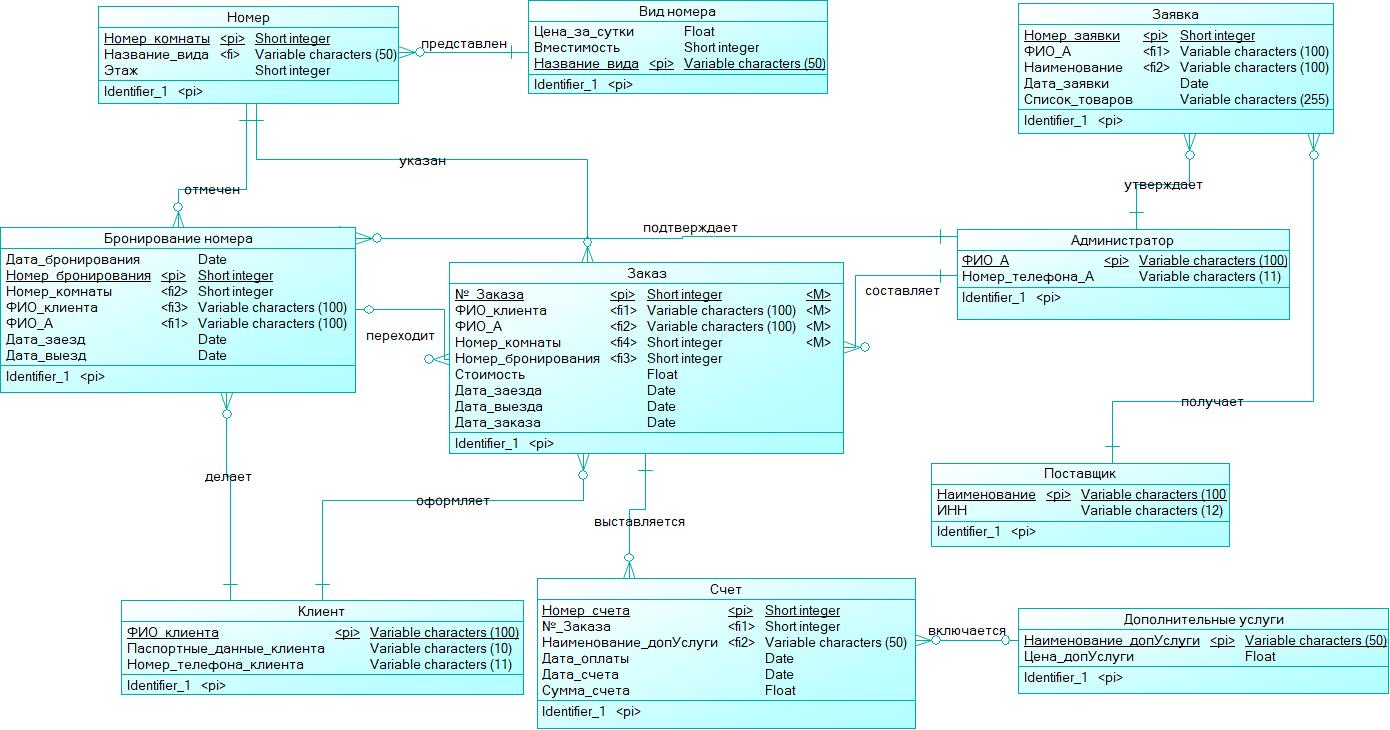 Номер
Номер_комнаты <pi> Short integer
Название_вида <fi> Variable characters (50)
Этаж Short integer
Identifier_1 <pi>
представлен
Вид номера
Цена_за_сутки Float
Вместимость Short integer
Название_вида <pi> Variable characters (50)
Identifier_1 <pi>
Заявка
Номер_заявки <pi> Short integer
ФИО_А <fi1> Variable characters (100)
Наименование <fi2> Variable characters (100)
Дата_заявки Date
Список_товаров Variable characters (255)
Identifier_1 <pi>
указан
отмечен
утверждает
подтверждает
Бронирование номера
Дата_бронирования Date
Номер_бронирования <pi> Short integer
Номер_комнаты <fi2> Short integer
ФИО_клиента <fi3> Variable characters (100)
ФИО_А <fi1> Variable characters (100)
Дата_заезд Date
Дата_выезд Date
Identifier_1 <pi>
переходит
Заказ
№_Заказа <pi> Short integer <M>
ФИО_клиента <fi1> Variable characters (100) <M>
ФИО_А <fi2> Variable characters (100) <M>
Номер_комнаты <fi4> Short integer <M>
Номер_бронирования <fi3> Short integer
Стоимость Float
Дата_заезда Date
Дата_выезда Date
Дата_заказа Date
Identifier_1 <pi>
составляет
Администратор
ФИО_А <pi> Variable characters (100)
Номер_телефона_А Variable characters (11)
Identifier_1 <pi>
получает
Поставщик
Наименование <pi> Variable characters (100
ИНН Variable characters (12)
Identifier_1 <pi>
делает
оформляет
выставляется
Клиент
ФИО_клиента <pi> Variable characters (100)
Паспортные_данные_клиента Variable characters (10)
Номер_телефона_клиента Variable characters (11)
Identifier_1 <pi>
Счет
Номер_счета <pi> Short integer
№_Заказа <fi1> Short integer
Наименование_допУслуги <fi2> Variable characters (50)
Дата_оплаты Date
Дата_счета Date
Сумма_счета Float
Identifier_1 <pi>
включается
Дополнительные услуги
Наименование_допУслуги <pi> Variable characters (50)
Цена_допУслуги Float
Identifier_1 <pi>